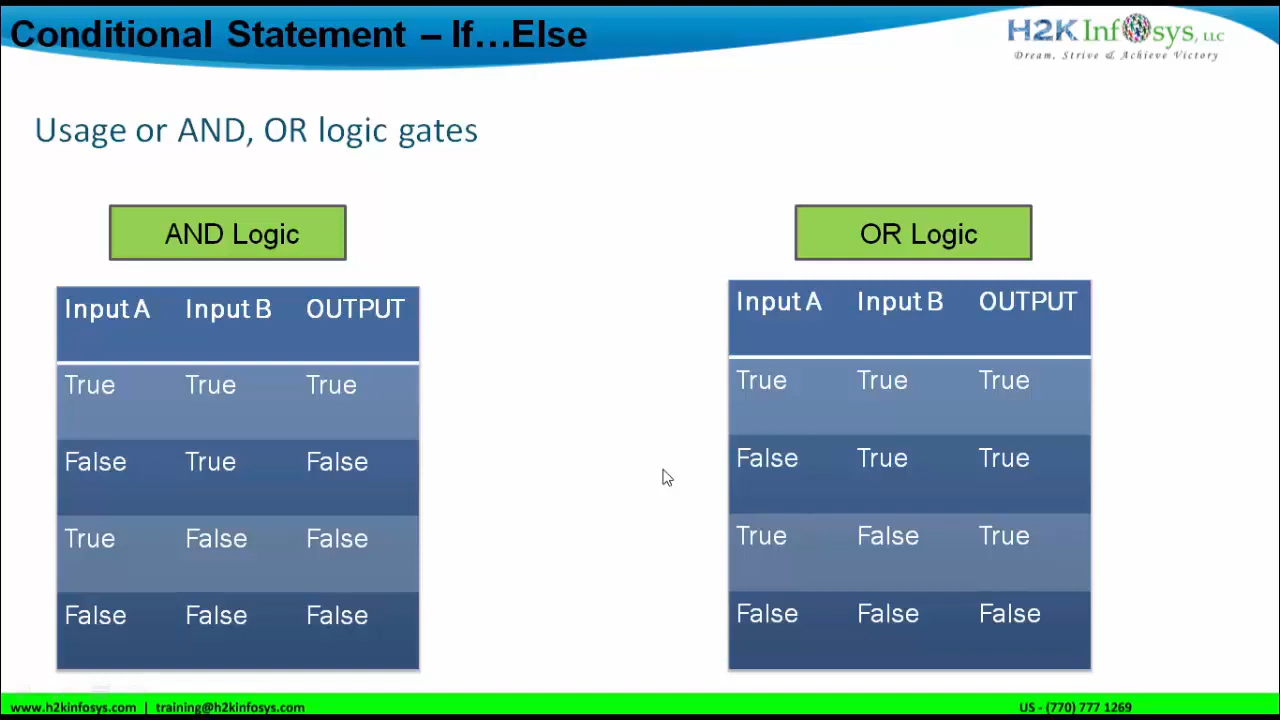 Conditional Statement – If...Else
H2K Infosys, LLC
Dream, Strive & Achieve Victory
Usage or AND, OR logic gates
AND Logic
Input A Input B OUTPUT
True True True
False True False
True False False
False False False
OR Logic
Input A Input B OUTPUT
True True True
False True True
True False True
False False False
www.h2kinfosys.com | training@h2kinfosys.com
US - (770) 777 1269